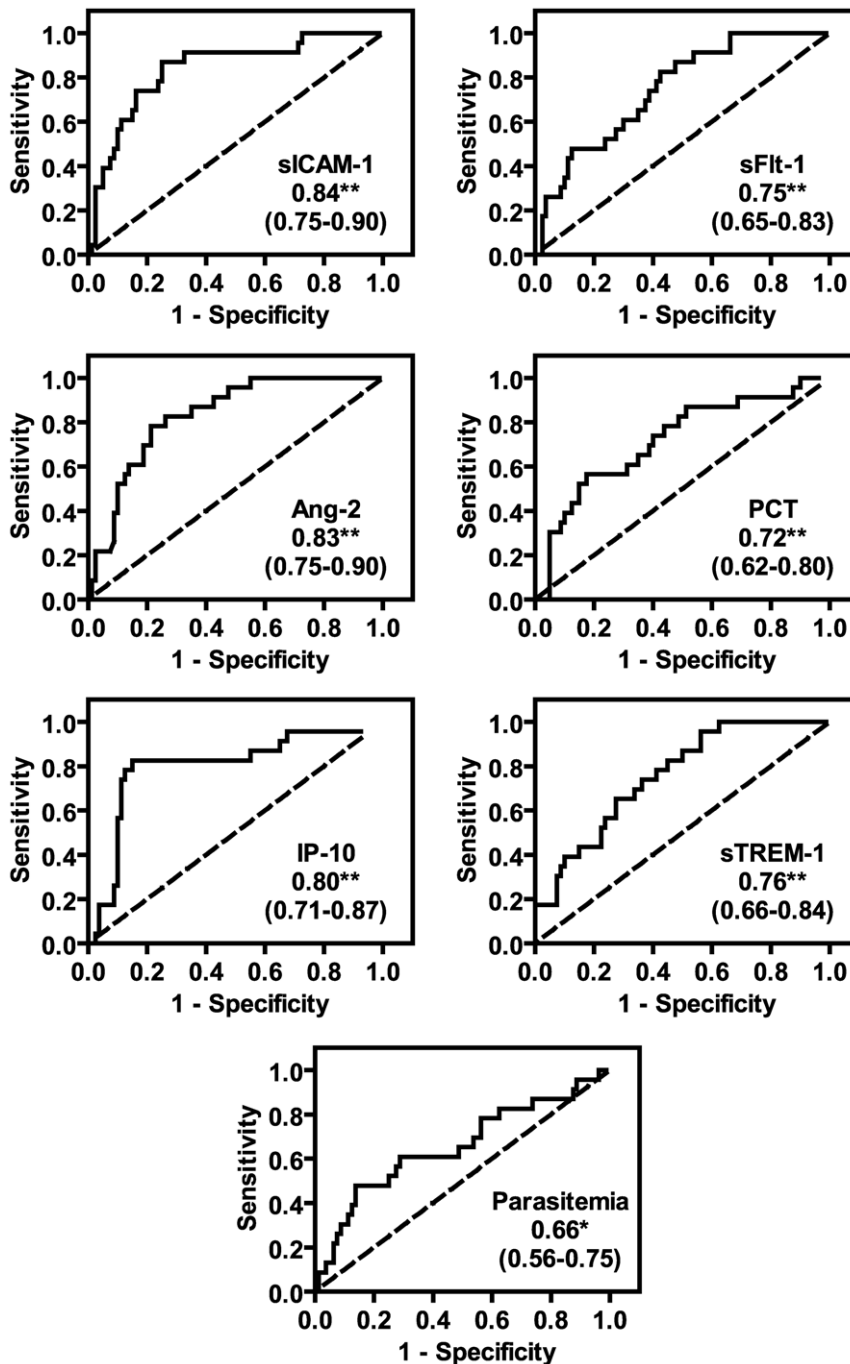 Sensitivity
1.0
0.8
0.6
0.4
0.2
0.0
sICAM-1
0.84**
(0.75-0.90)
0.0 0.2 0.4 0.6 0.8 1.0
1 - Specificity
Sensitivity
1.0
0.8
0.6
0.4
0.2
0.0
sFlt-1
0.75**
(0.65-0.83)
0.0 0.2 0.4 0.6 0.8 1.0
1 - Specificity
Sensitivity
1.0
0.8
0.6
0.4
0.2
0.0
Ang-2
0.83**
(0.75-0.90)
0.0 0.2 0.4 0.6 0.8 1.0
1 - Specificity
Sensitivity
1.0
0.8
0.6
0.4
0.2
0.0
PCT
0.72**
(0.62-0.80)
0.0 0.2 0.4 0.6 0.8 1.0
1 - Specificity
Sensitivity
1.0
0.8
0.6
0.4
0.2
0.0
IP-10
0.80**
(0.71-0.87)
0.0 0.2 0.4 0.6 0.8 1.0
1 - Specificity
Sensitivity
1.0
0.8
0.6
0.4
0.2
0.0
sTREM-1
0.76**
(0.66-0.84)
0.0 0.2 0.4 0.6 0.8 1.0
1 - Specificity
Sensitivity
1.0
0.8
0.6
0.4
0.2
0.0
Parasitemia
0.66*
(0.56-0.75)
0.0 0.2 0.4 0.6 0.8 1.0
1 - Specificity